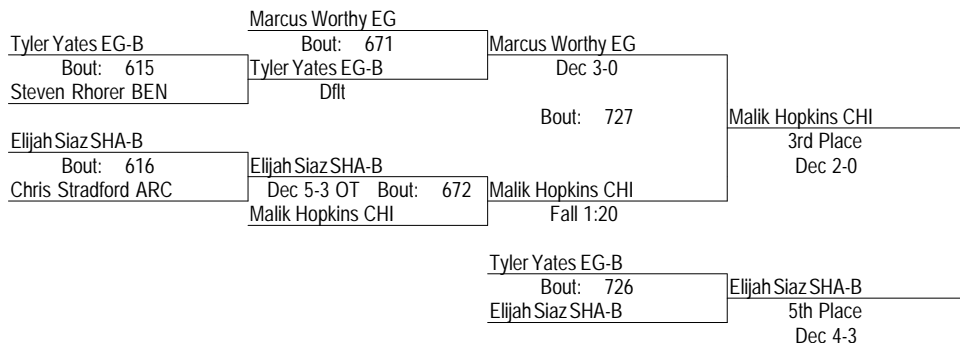 Marcus Worthy EG
Tyler Yates EG-B
Bout: 671
Marcus Worthy EG
Bout: 615
Tyler Yates EG-B
Dec 3-0
Steven Rhorer BEN
Dflt
Bout: 727
Malik Hopkins CHI
Elijah Siaz SHA-B
3rd Place
Bout: 616
Elijah Siaz SHA-B
Dec 2-0
Chris Stradford ARC
Dec 5-3 OT Bout: 672
Malik Hopkins CHI
Malik Hopkins CHI
Fall 1:20
Tyler Yates EG-B
Bout: 726
Elijah Siaz SHA-B
Elijah Siaz SHA-B
5th Place
Dec 4-3